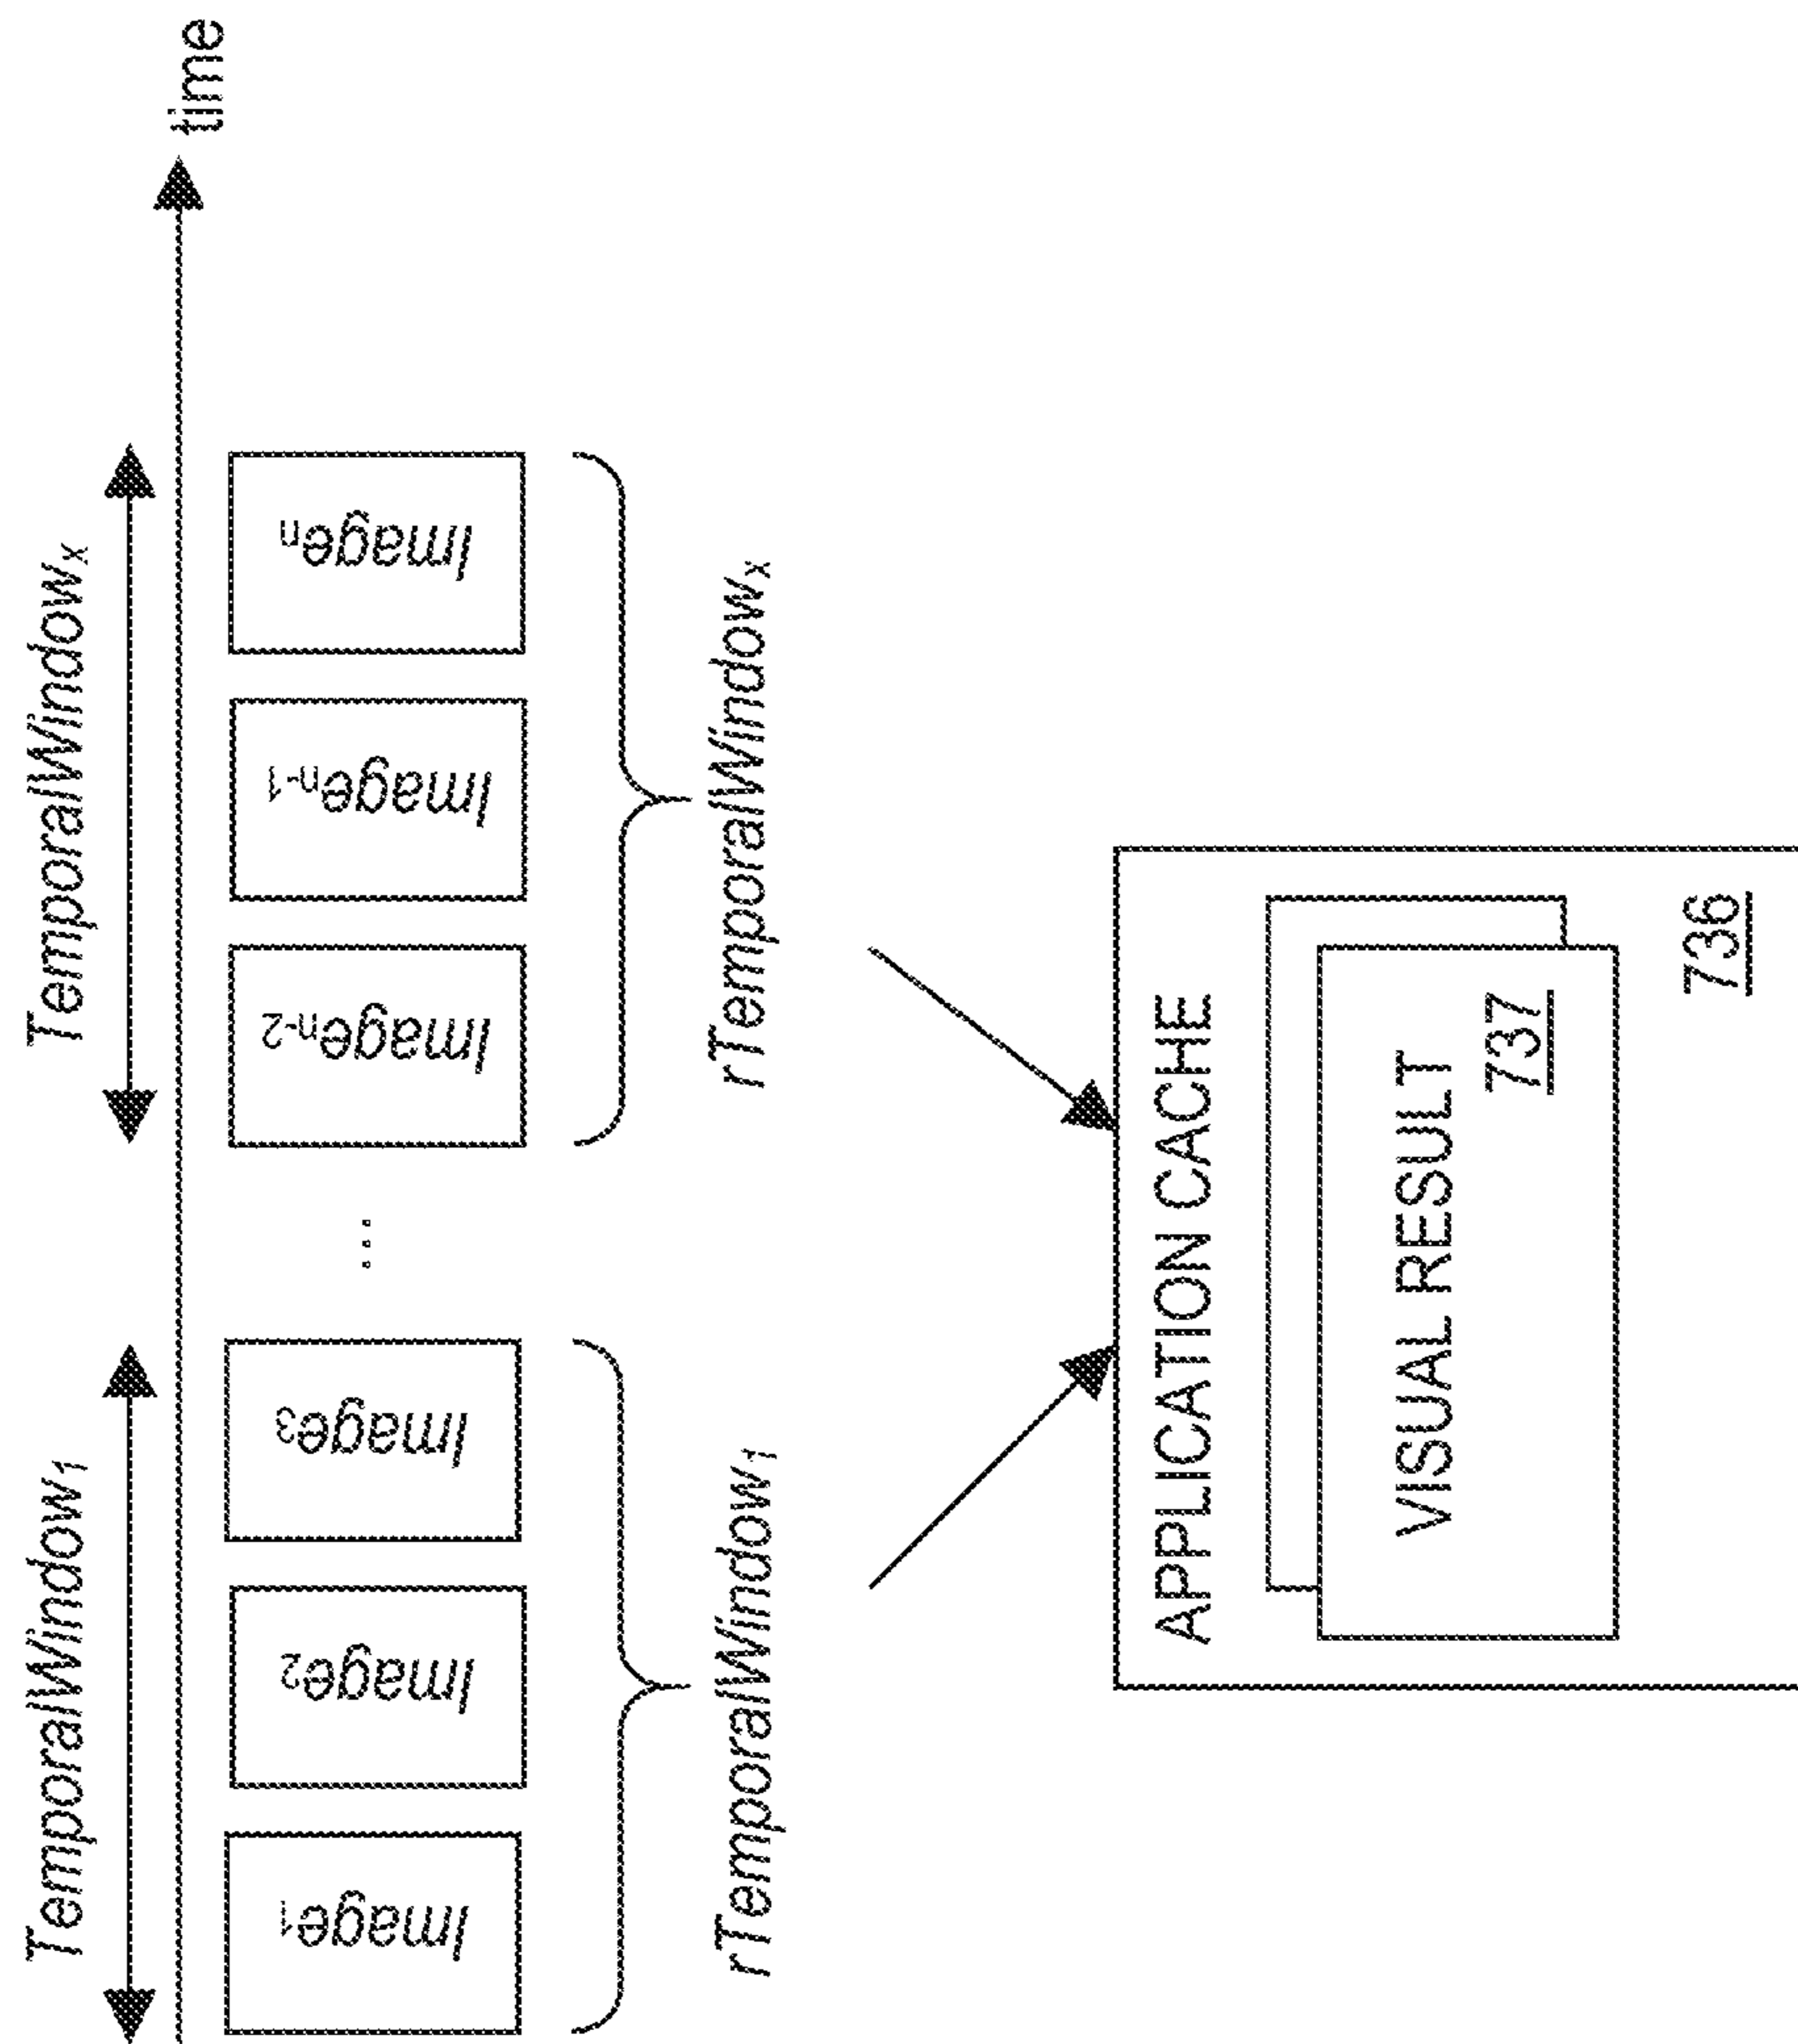 TemporalWindow₁
TemporalWindowₓ
time
Image₁
Image₂
Image₃
...
Imageₙ₋₂
Imageₙ₋₁
Imageₙ
rTemporalWindow₁
rTemporalWindowₓ
APPLICATION CACHE
VISUAL RESULT
737
736